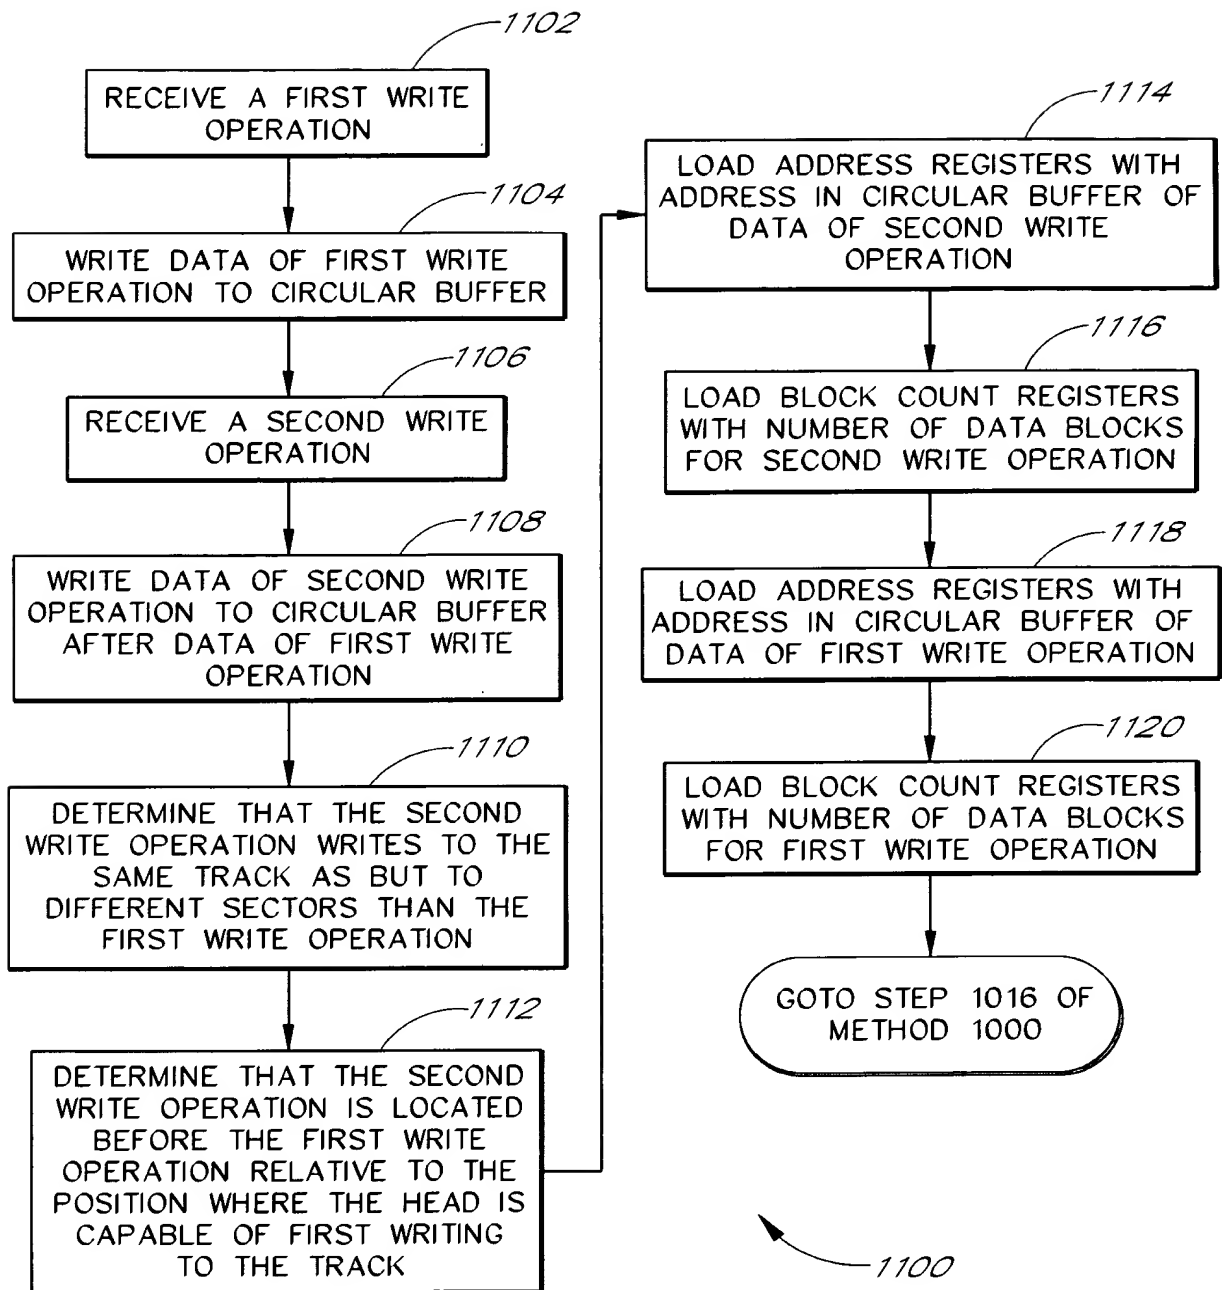 1102
RECEIVE A FIRST WRITE
OPERATION
1104
WRITE DATA OF FIRST WRITE
OPERATION TO CIRCULAR BUFFER
1106
RECEIVE A SECOND WRITE
OPERATION
1108
WRITE DATA OF SECOND WRITE
OPERATION TO CIRCULAR BUFFER
AFTER DATA OF FIRST WRITE
OPERATION
1110
DETERMINE THAT THE SECOND
WRITE OPERATION WRITES TO THE
SAME TRACK AS BUT TO
DIFFERENT SECTORS THAN THE
FIRST WRITE OPERATION
1112
DETERMINE THAT THE SECOND
WRITE OPERATION IS LOCATED
BEFORE THE FIRST WRITE
OPERATION RELATIVE TO THE
POSITION WHERE THE HEAD IS
CAPABLE OF FIRST WRITING
TO THE TRACK
1114
LOAD ADDRESS REGISTERS WITH
ADDRESS IN CIRCULAR BUFFER OF
DATA OF SECOND WRITE
OPERATION
1116
LOAD BLOCK COUNT REGISTERS
WITH NUMBER OF DATA BLOCKS
FOR SECOND WRITE OPERATION
1118
LOAD ADDRESS REGISTERS WITH
ADDRESS IN CIRCULAR BUFFER OF
DATA OF FIRST WRITE OPERATION
1120
LOAD BLOCK COUNT REGISTERS
WITH NUMBER OF DATA BLOCKS
FOR FIRST WRITE OPERATION
GOTO STEP 1016 OF
METHOD 1000
1100